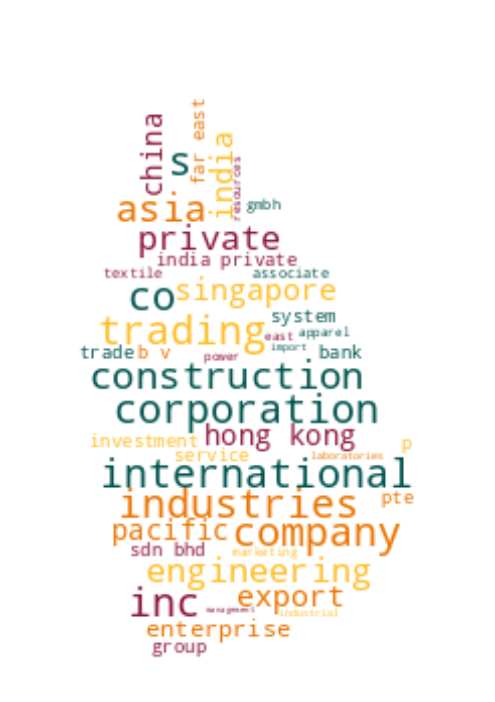 china
far east
s
india
resources
asia
gmbh
private
india private
textile associate
co singapore
system
trading east apparel
import
trade b v power bank
construction
corporation
hong kong
investment p
service laboratories
international
industries pte
pacific company
sdn bhd marketing
engineering
inc export
management industrial
enterprise
group